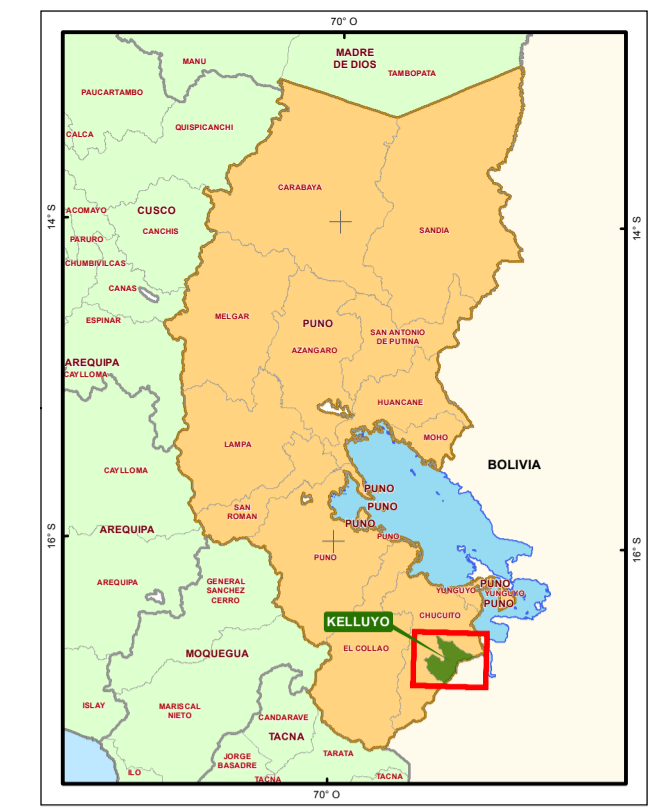 70° O
MANU
MADRE
DE DIOS
TAMBOPATA
PAUCARTAMBO
CALCA
QUISPICANCHI
CARABAYA
14° S
ACOMAYO
CUSCO
CANCHIS
SANDIA
14° S
PARURO
CHUMBIVILCAS
CANAS
ESPINAR
MELGAR
PUNO
AZANGARO
SAN ANTONIO
DE PUTINA
AREQUIPA
CAYLLOMA
HUANCANE
MOHO
LAMPA
BOLIVIA
CAYLLOMA
PUNO
PUNO
PUNO
SAN
ROMAN
16° S
AREQUIPA
PUNO
PUNO
16° S
AREQUIPA
GENERAL
SANCHEZ
CERRO
YUNGUYO
PUNO
YUNGUYO
PUNO
CHUCUITO
KELLUYO
EL COLLAO
MOQUEGUA
ISLAY
MARISCAL
NIETO
CANDARAVE
TACNA
TARATA
JORGE
BASADRE
ILO
TACNA
TACNA
70° O